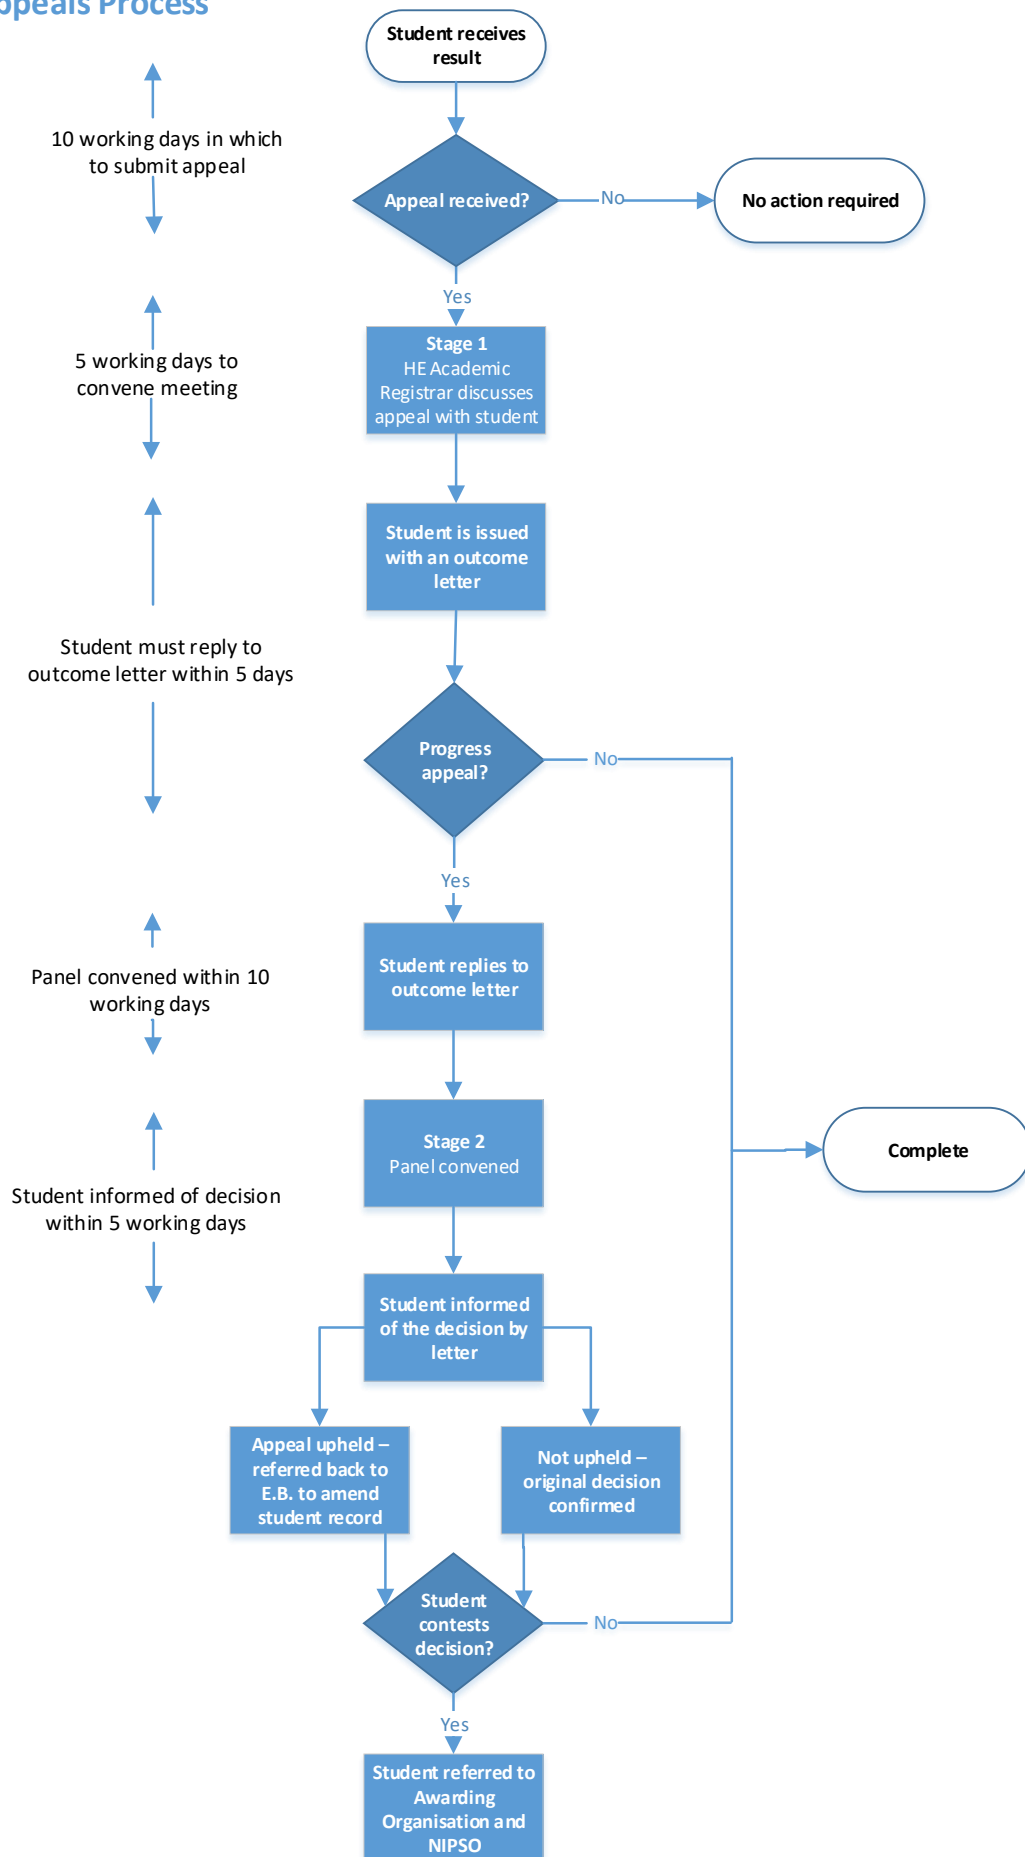 ppeals Process
Student receives
result
10 working days in which
to submit appeal
Appeal received?
No
No action required
Yes
5 working days to
convene meeting
Stage 1
HE Academic
Registrar discusses
appeal with student
Student is issued
with an outcome
letter
Student must reply to
outcome letter within 5 days
Progress
appeal?
No
Yes
Panel convened within 10
working days
Student replies to
outcome letter
Stage 2
Panel convened
Complete
Student informed of decision
within 5 working days
Student informed
of the decision by
letter
Appeal upheld –
referred back to
E.B. to amend
student record
Not upheld –
original decision
confirmed
Student
contests
decision?
No
Yes
Student referred to
Awarding
Organisation and
NIPSO